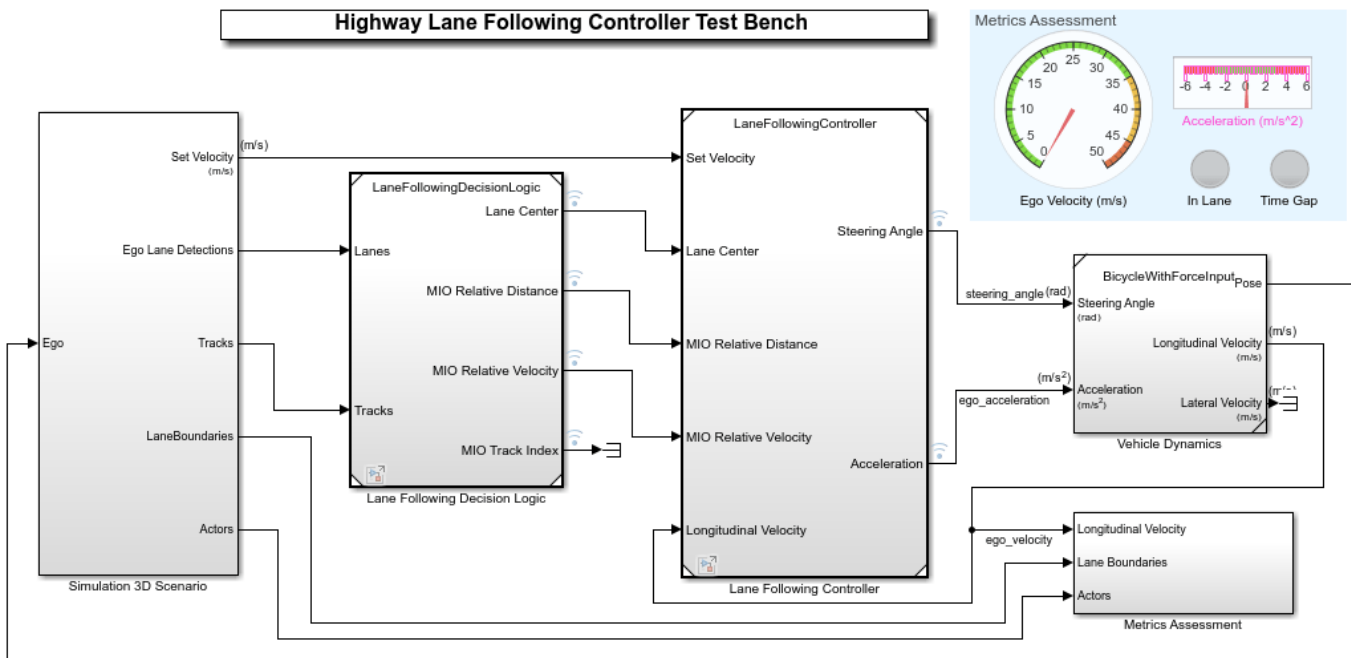 Highway Lane Following Controller Test Bench
Metrics Assessment
0
5
10
15
20
25
30
35
40
45
50
Ego Velocity (m/s)
-6 -4 -2 0 2 4 6
Acceleration (m/s^2)
In Lane
Time Gap
Ego
Set Velocity
(m/s)
Ego Lane Detections
Tracks
LaneBoundaries
Actors
Simulation 3D Scenario
(m/s)
LaneFollowingDecisionLogic
Lanes
Tracks
Lane Center
MIO Relative Distance
MIO Relative Velocity
MIO Track Index
Lane Following Decision Logic
LaneFollowingController
Set Velocity
Lane Center
MIO Relative Distance
MIO Relative Velocity
Longitudinal Velocity
Steering Angle
Acceleration
Lane Following Controller
steering_angle
(rad)
(m/s²)
ego_acceleration
BicycleWithForceInput
Pose
Steering Angle
(rad)
Acceleration
(m/s²)
Longitudinal Velocity
(m/s)
Lateral Velocity
(m/s)
Vehicle Dynamics
(m/s)
ego_velocity
Longitudinal Velocity
Lane Boundaries
Actors
Metrics Assessment